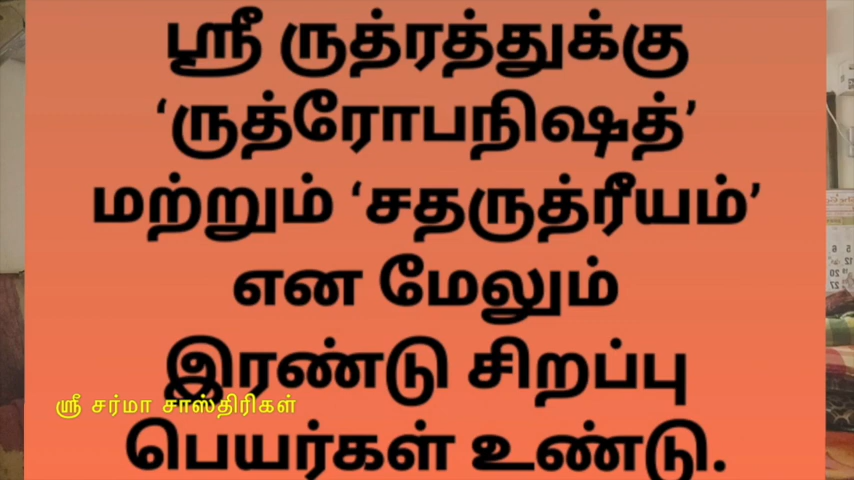 ஸ்ரீ ருத்ரத்துக்கு
‘ருத்ரோபநிஷத்’
மற்றும் ‘சதருத்ரீயம்’
என மேலும்
இரண்டு சிறப்பு
ஸ்ரீ சர்மா சாஸ்திரிகள்
பெயர்கள் உண்டு.